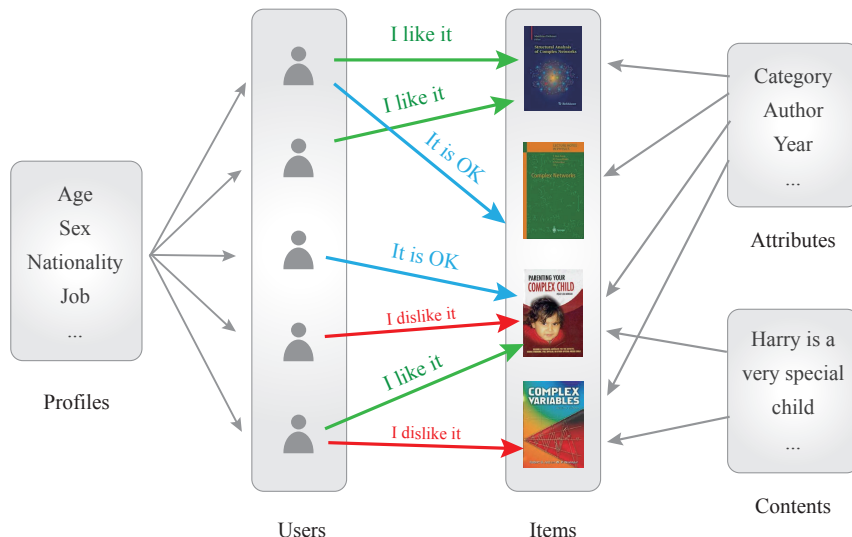 Age
Sex
Nationality
Job
...
Profiles
Users
I like it
I like it
It is OK
It is OK
I dislike it
I like it
I dislike it
Structural Analysis
of Complex Networks
Complex Networks
PARENTING YOUR
COMPLEX CHILD
COMPLEX
VARIABLES
Items
Category
Author
Year
...
Attributes
Harry is a
very special
child
...
Contents